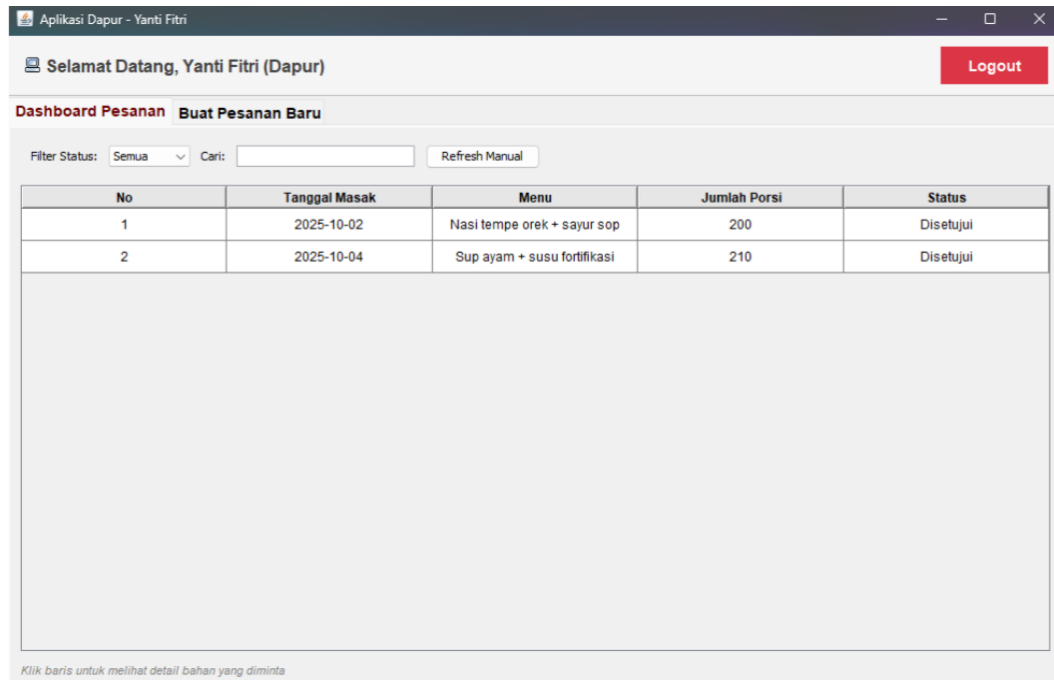 Aplikasi Dapur - Yanti Fitri
Selamat Datang, Yanti Fitri (Dapur)
Logout
Dashboard Pesanan Buat Pesanan Baru
Filter Status: Semua Cari: Refresh Manual
No Tanggal Masak Menu Jumlah Porsi Status
1 2025-10-02 Nasi tempe orek + sayur sop 200 Disetujui
2 2025-10-04 Sup ayam + susu fortifikasi 210 Disetujui
Klik baris untuk melihat detail bahan yang diminta